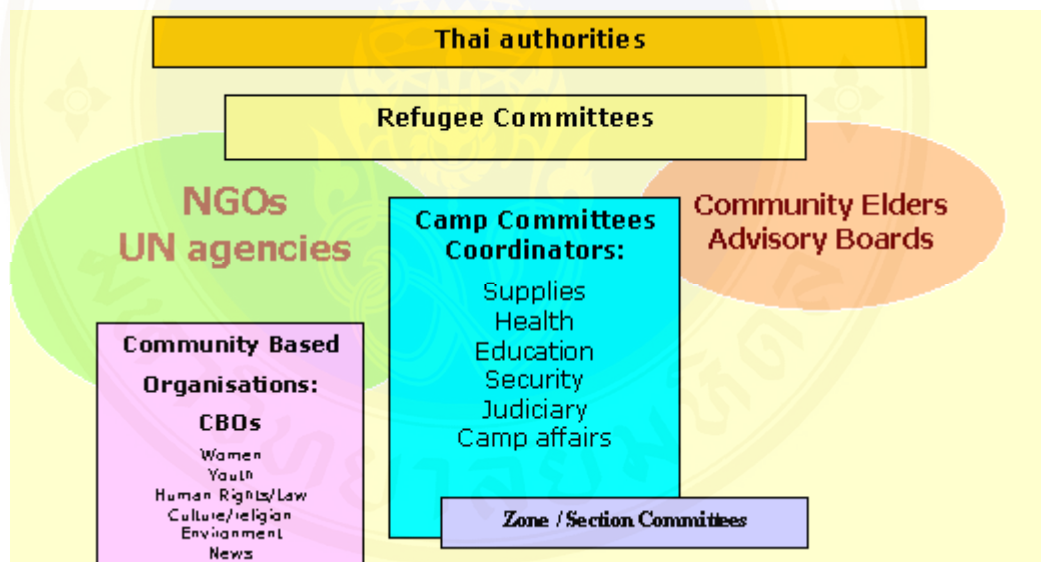 Thai authorities
Refugee Committees
NGOs
UN agencies
Community Elders
Advisory Boards
Camp Committees
Coordinators:
Supplies
Health
Education
Security
Judiciary
Camp affairs
Community Based
Organisations:
CBOs
Women
Youth
Human Rights/Law
Culture/religion
Environment
News
Zone / Section Committees